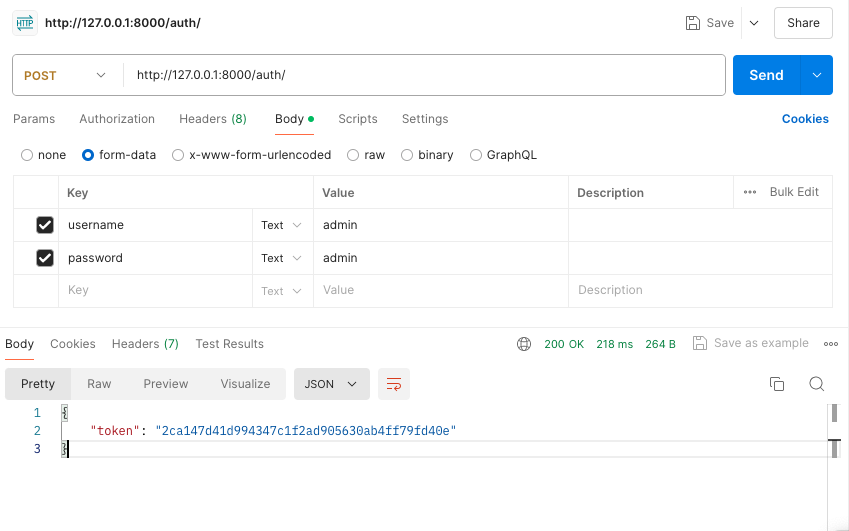 HTTP http://127.0.0.1:8000/auth/ Save Share
POST http://127.0.0.1:8000/auth/ Send
Params Authorization Headers (8) Body Scripts Settings Cookies
none form-data x-www-form-urlencoded raw binary GraphQL
Key Value Description ••• Bulk Edit
username Text admin
password Text admin
Key Text Value Description
Body Cookies Headers (7) Test Results 200 OK 218 ms 264 B Save as example
Pretty Raw Preview Visualize JSON
1 {
2 "token": "2ca147d41d994347c1f2ad905630ab4ff79fd40e"
3 }